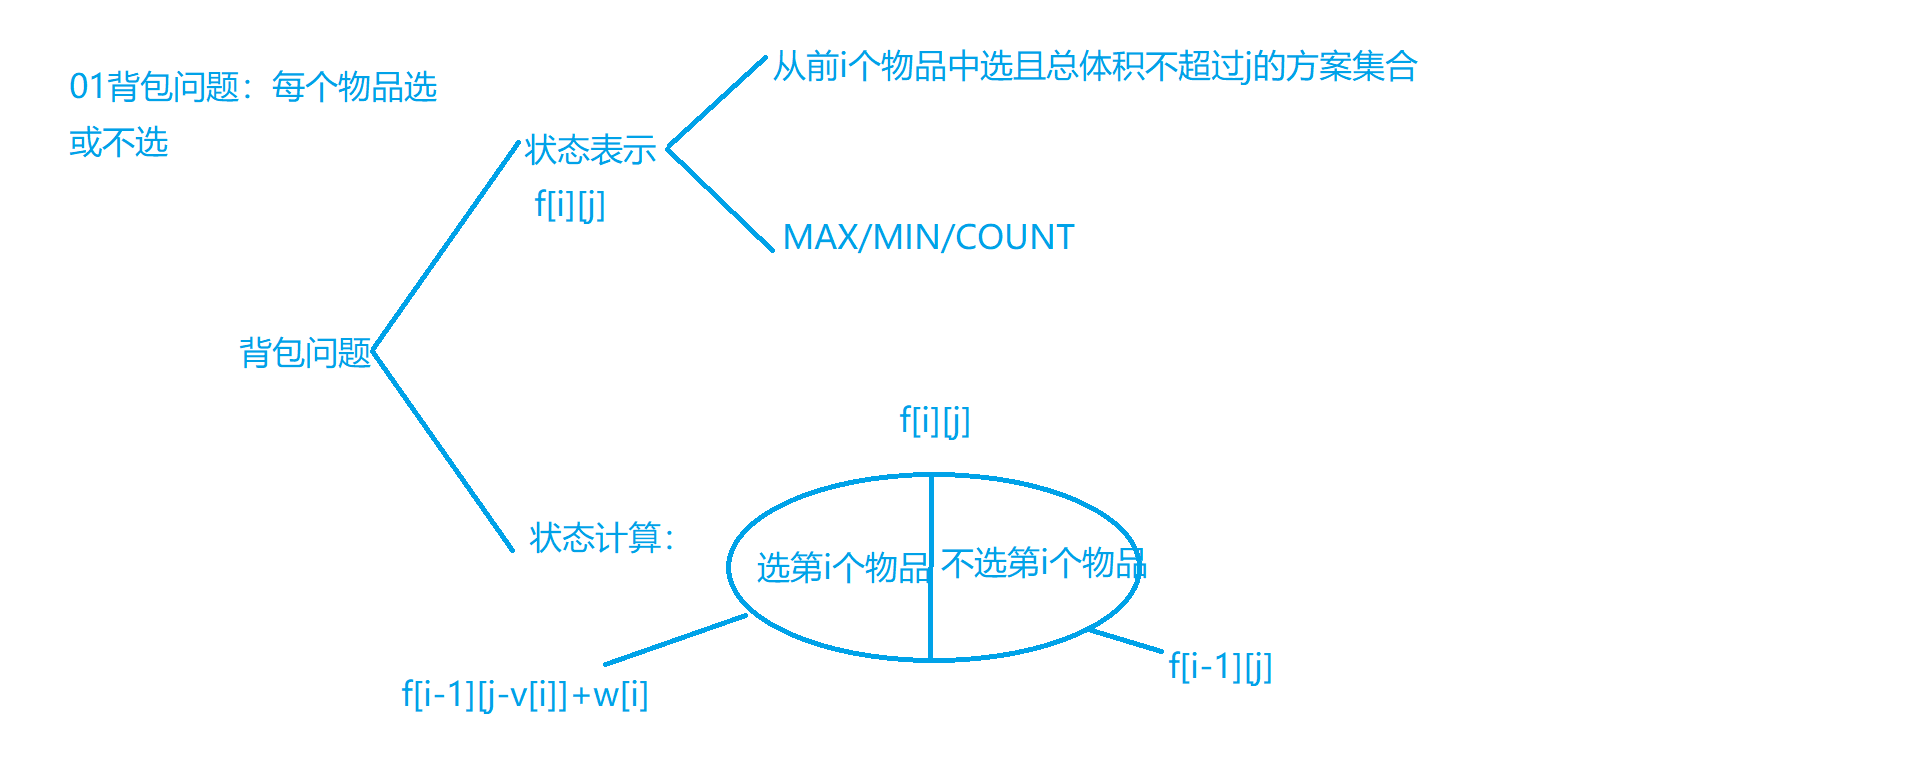 01背包问题：每个物品选
或不选
从前i个物品中选且总体积不超过j的方案集合
状态表示
f[i][j]
MAX/MIN/COUNT
背包问题
f[i][j]
状态计算：
选第i个物品
不选第i个物品
f[i-1][j-v[i]]+w[i]
f[i-1][j]